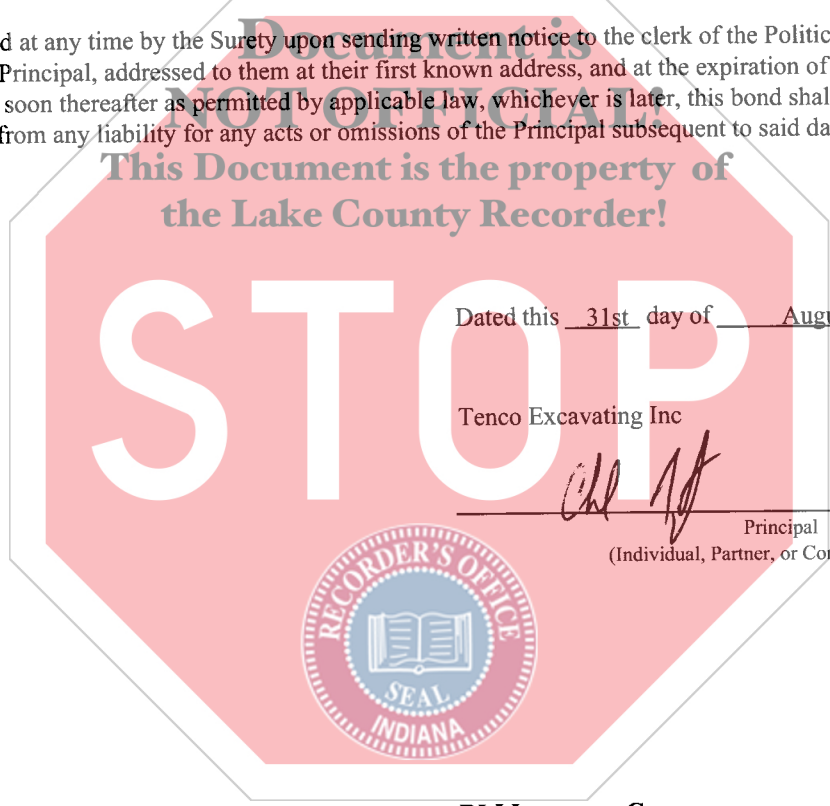 Document is
d at any time by the Surety upon sending written notice to the clerk of the Politic
Principal, addressed to them at their first known address, and at the expiration of
soon thereafter as permitted by applicable law, whichever is later, this bond shal
NOT OFFICIAL!
from any liability for any acts or omissions of the Principal subsequent to said da
This Document is the property of
the Lake County Recorder!
STOP
Dated this 31st day of Augu
Tenco Excavating Inc
Principal
(Individual, Partner, or Cor
RECORDER'S OFFICE
SEAL
INDIANA